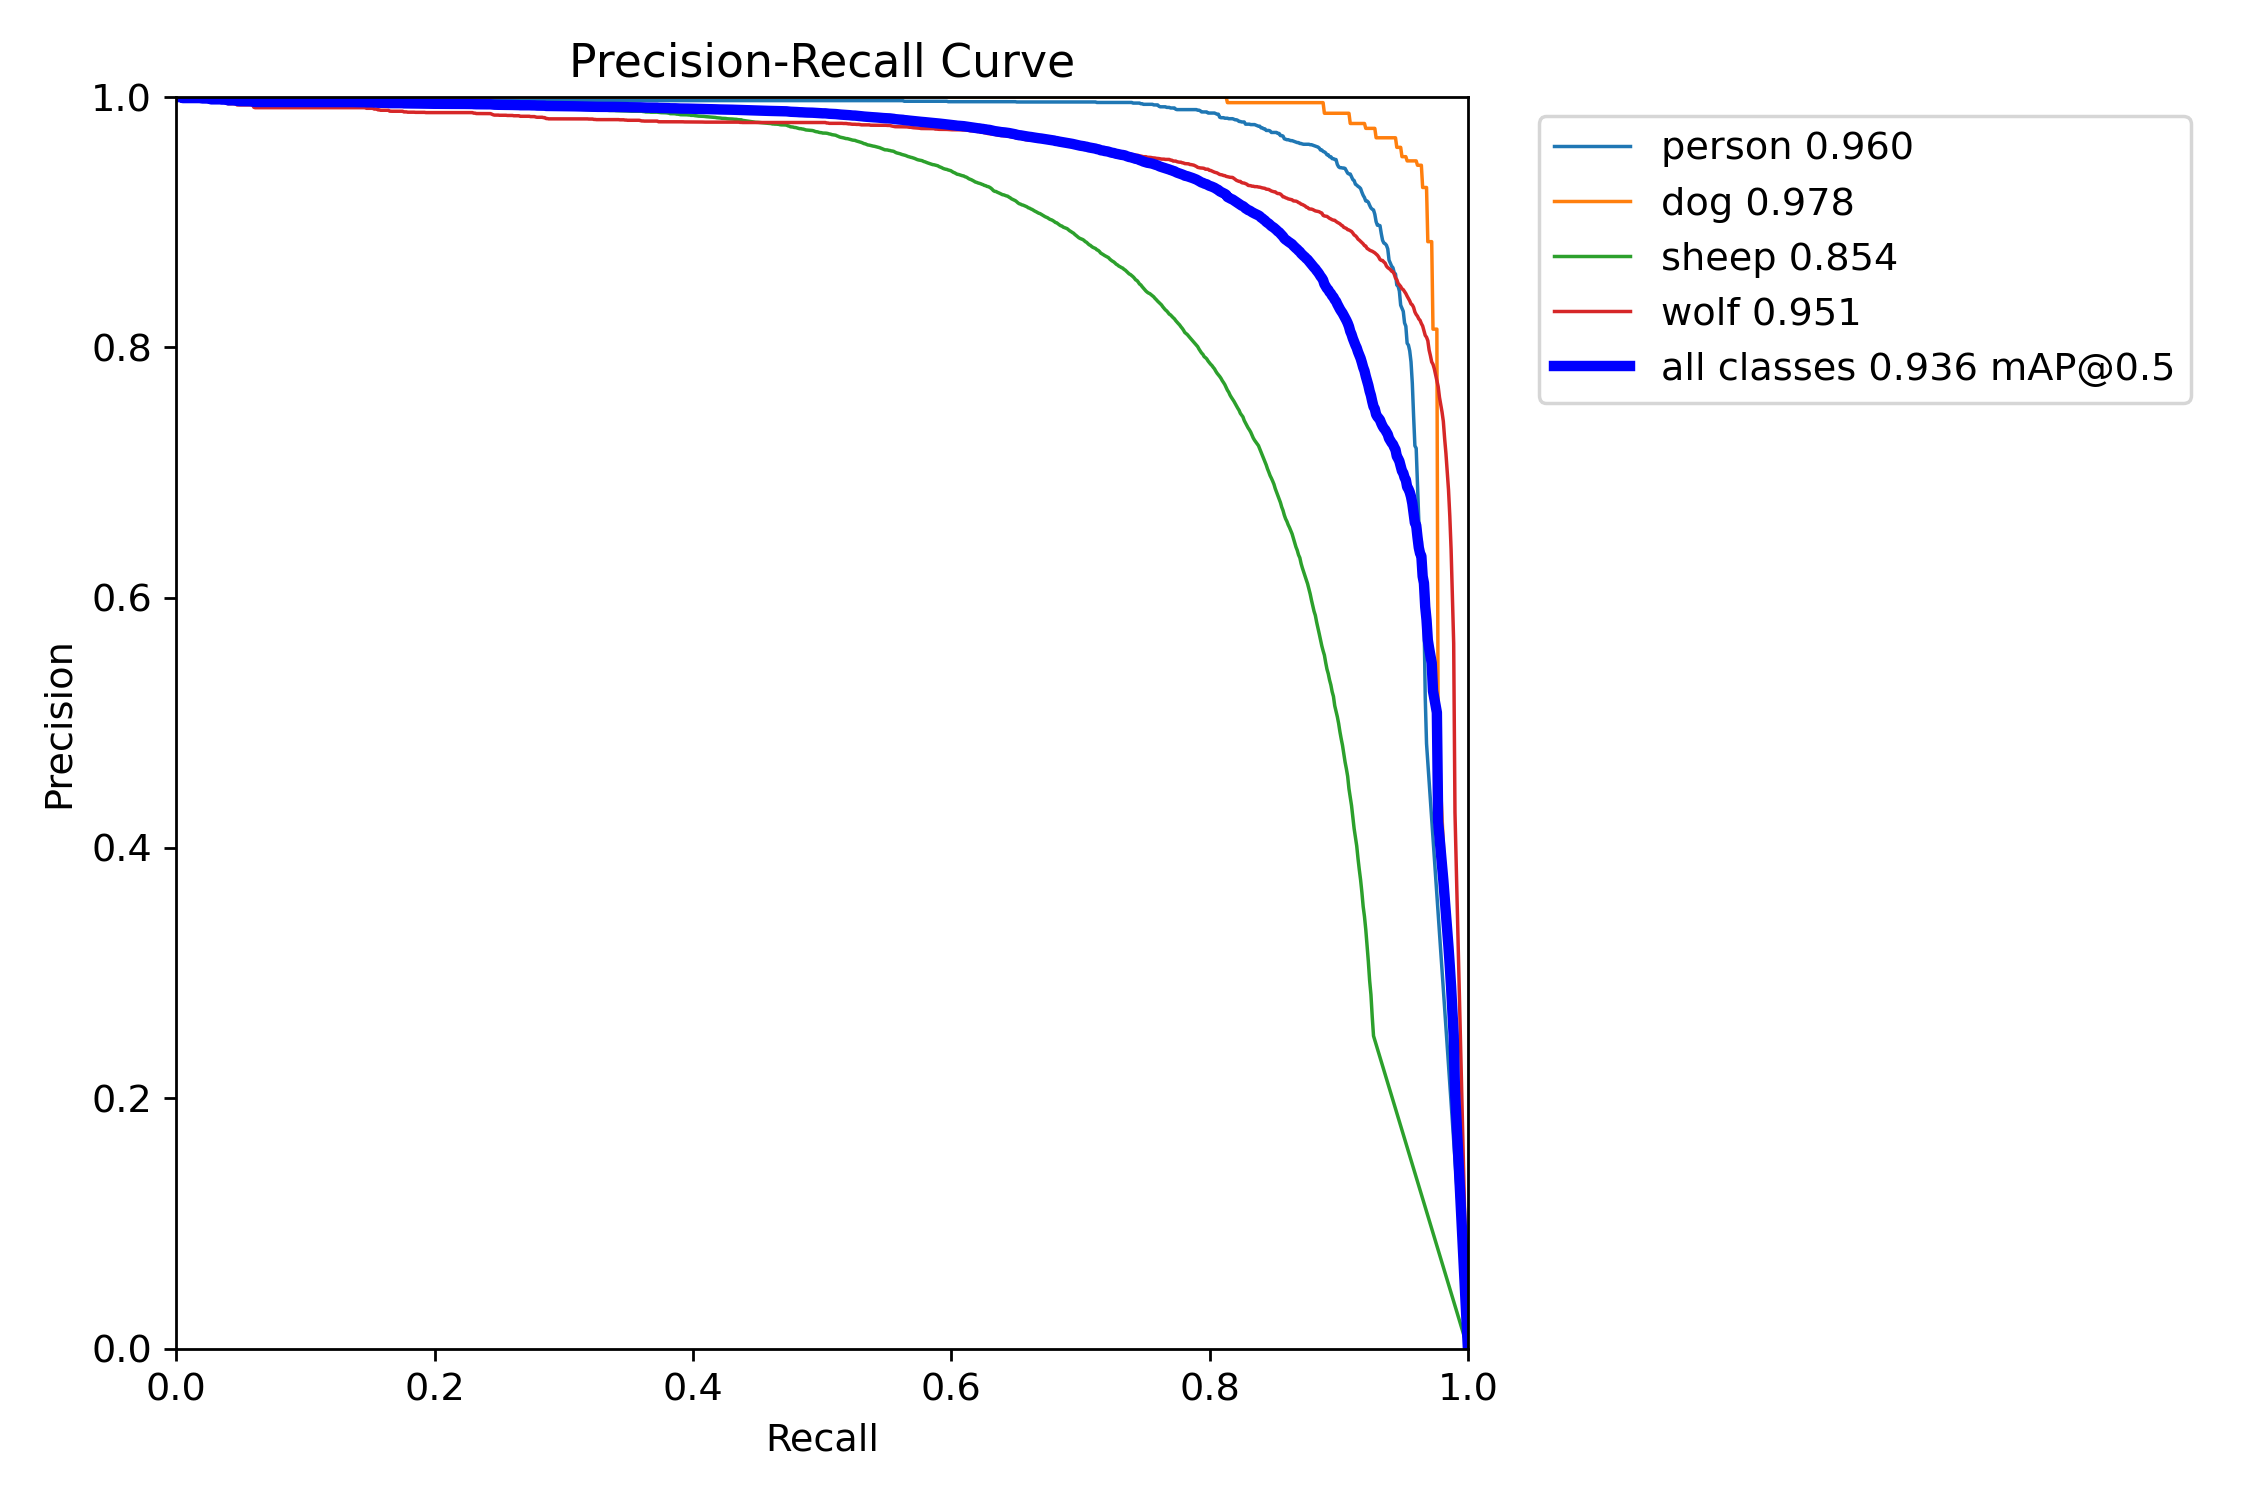 Precision-Recall Curve
1.0
0.8
0.6
0.4
0.2
0.0
Precision
0.0 0.2 0.4 0.6 0.8 1.0
Recall
person 0.960
dog 0.978
sheep 0.854
wolf 0.951
all classes 0.936 mAP@0.5